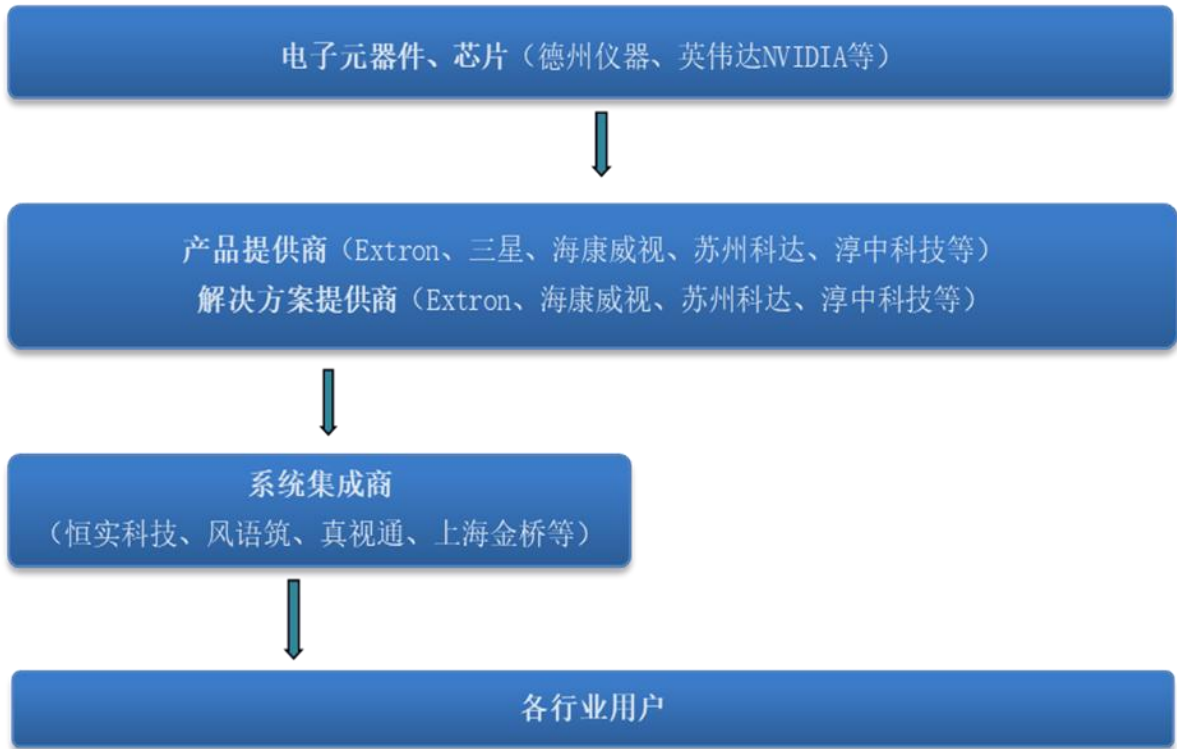 电子元器件、芯片（德州仪器、英伟达NVIDIA等）
产品提供商（Extron、三星、海康威视、苏州科达、淳中科技等）
解决方案提供商（Extron、海康威视、苏州科达、淳中科技等）
系统集成商
（恒实科技、风语筑、真视通、上海金桥等）
各行业用户